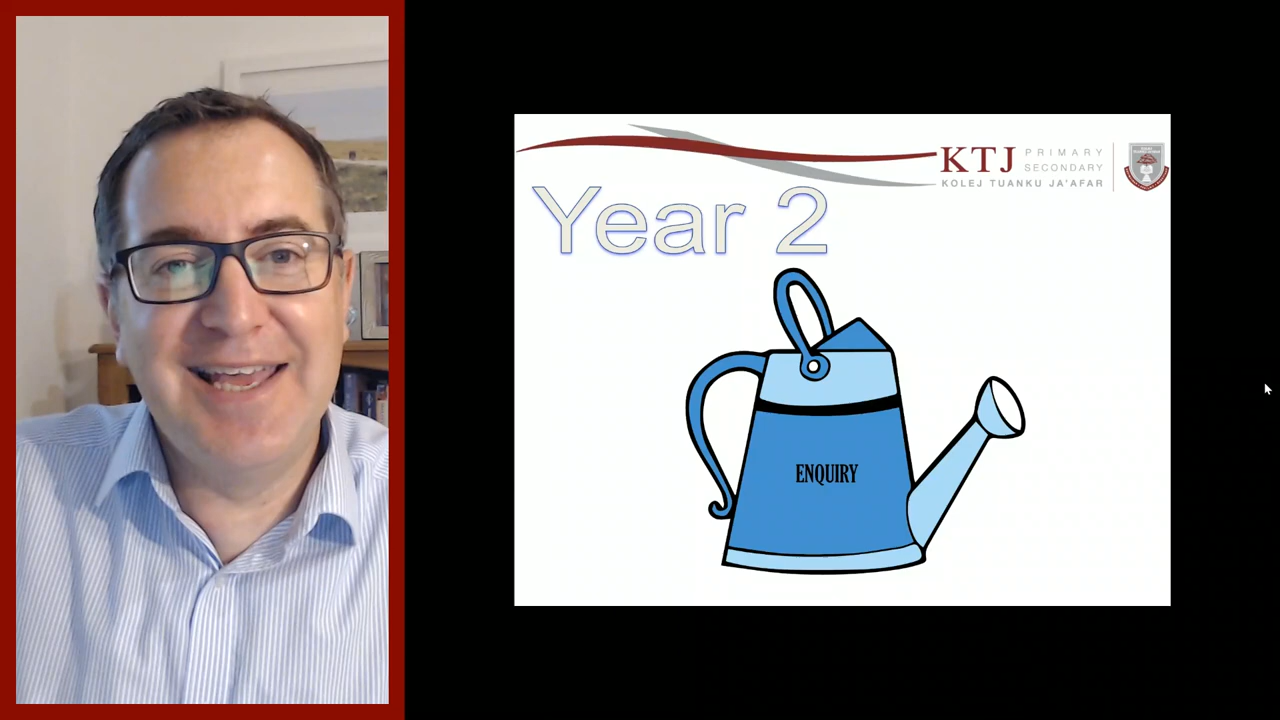 KTJ PRIMARY
SECONDARY
KOLEJ TUANKU JA'AFAR
Year 2
ENQUIRY